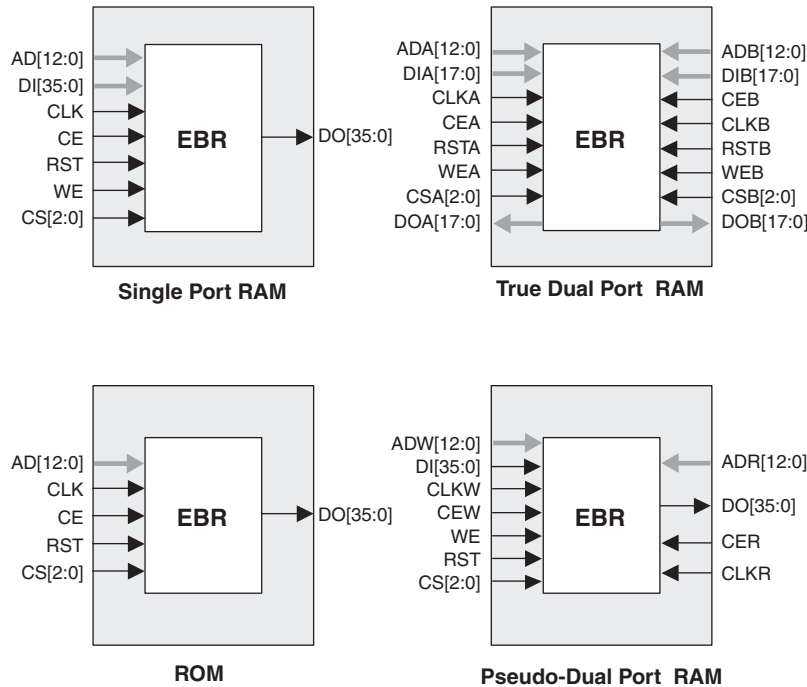 AD[12:0]
DI[35:0]
CLK
CE
RST
WE
CS[2:0]
EBR
DO[35:0]
Single Port RAM
ADA[12:0]
DIA[17:0]
CLKA
CEA
RSTA
WEA
CSA[2:0]
DOA[17:0]
EBR
ADB[12:0]
DIB[17:0]
CEB
CLKB
RSTB
WEB
CSB[2:0]
DOB[17:0]
True Dual Port RAM
AD[12:0]
CLK
CE
RST
CS[2:0]
EBR
DO[35:0]
ROM
ADW[12:0]
DI[35:0]
CLKW
CEW
WE
RST
CS[2:0]
EBR
ADR[12:0]
DO[35:0]
CER
CLKR
Pseudo-Dual Port RAM